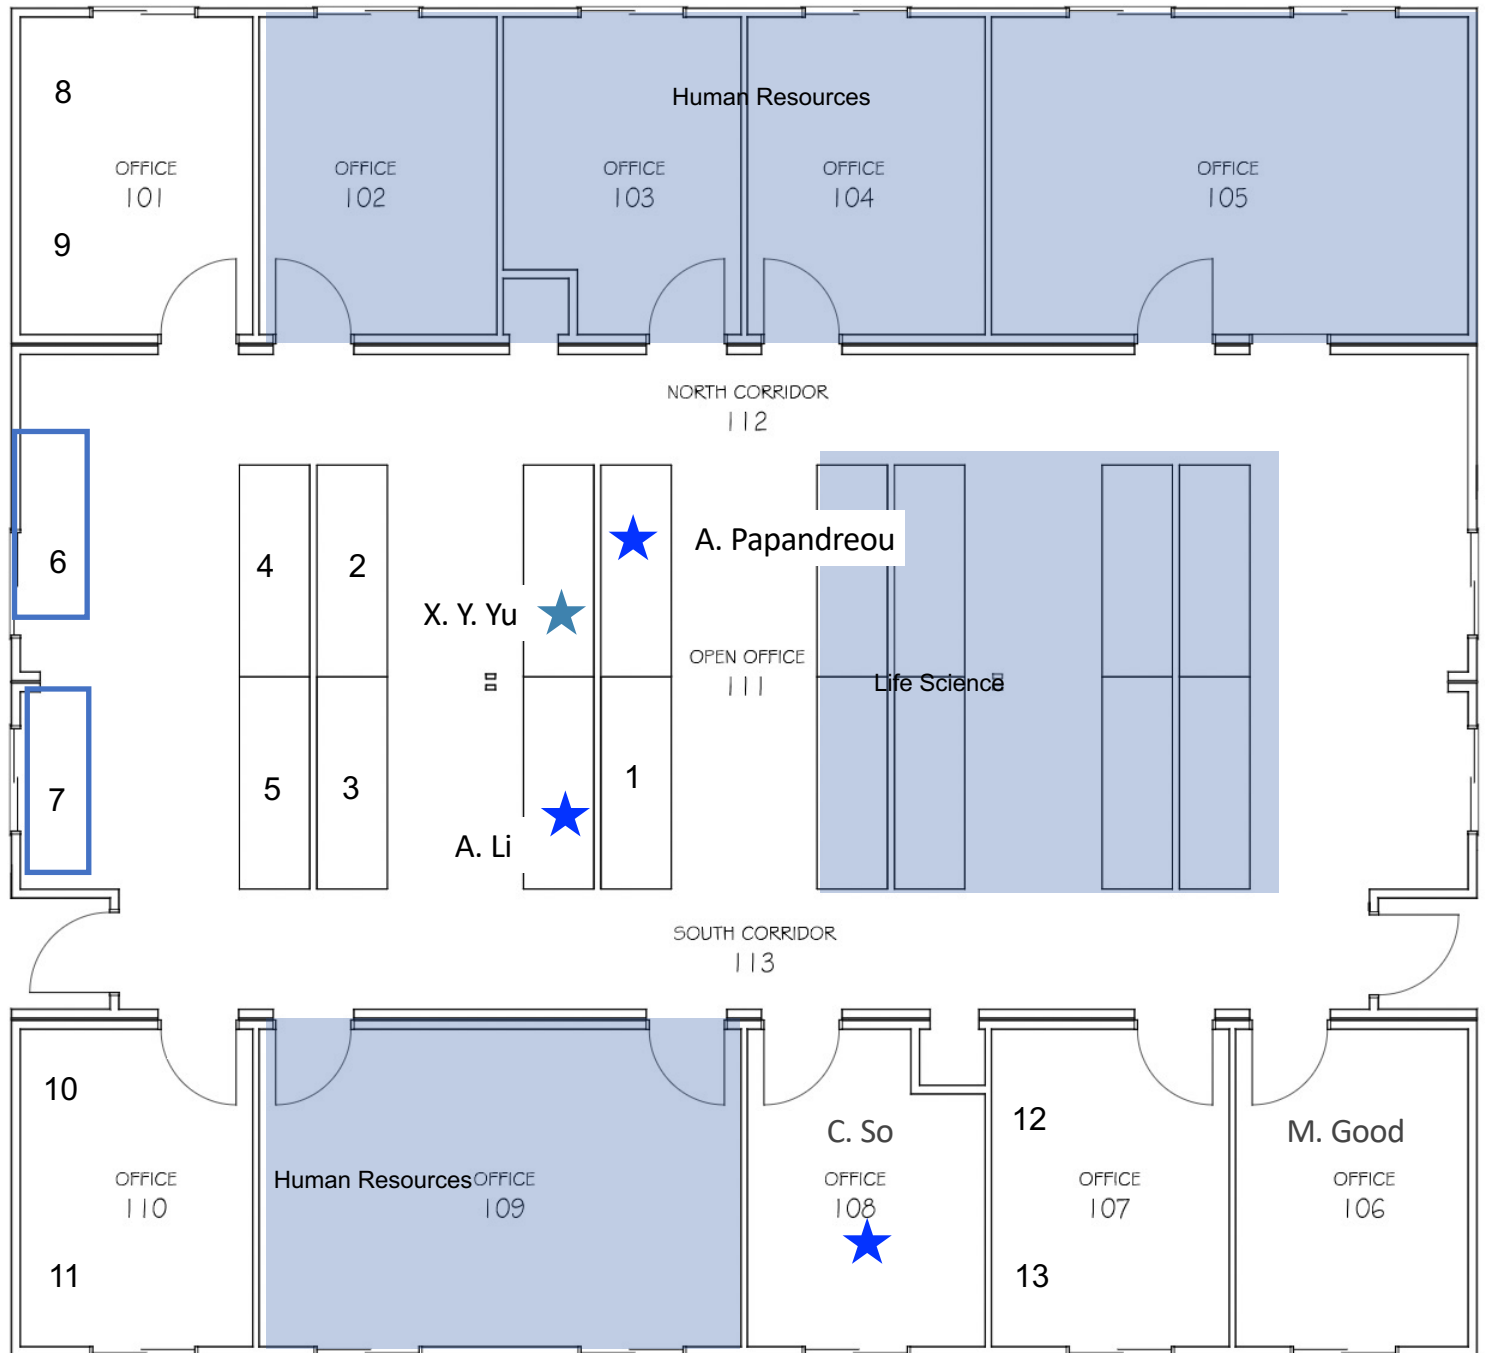 8
Human Resources
OFFICE
101
OFFICE
102
OFFICE
103
OFFICE
104
OFFICE
105
9
NORTH CORRIDOR
112
6
4
2
A. Papandreou
X. Y. Yu
OPEN OFFICE
111
Life Science
7
5
3
1
A. Li
SOUTH CORRIDOR
113
10
12
C. So
M. Good
OFFICE
110
Human Resources
OFFICE
109
OFFICE
108
OFFICE
107
OFFICE
106
11
13